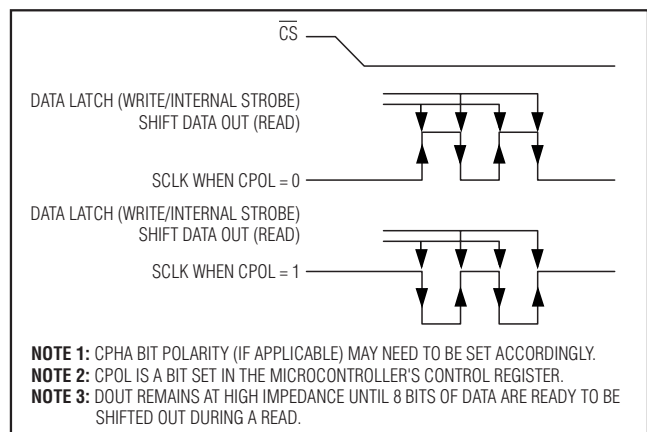 C̅S̅
DATA LATCH (WRITE/INTERNAL STROBE)
SHIFT DATA OUT (READ)
SCLK WHEN CPOL = 0
DATA LATCH (WRITE/INTERNAL STROBE)
SHIFT DATA OUT (READ)
SCLK WHEN CPOL = 1
NOTE 1: CPHA BIT POLARITY (IF APPLICABLE) MAY NEED TO BE SET ACCORDINGLY.
NOTE 2: CPOL IS A BIT SET IN THE MICROCONTROLLER'S CONTROL REGISTER.
NOTE 3: DOUT REMAINS AT HIGH IMPEDANCE UNTIL 8 BITS OF DATA ARE READY TO BE
SHIFTED OUT DURING A READ.